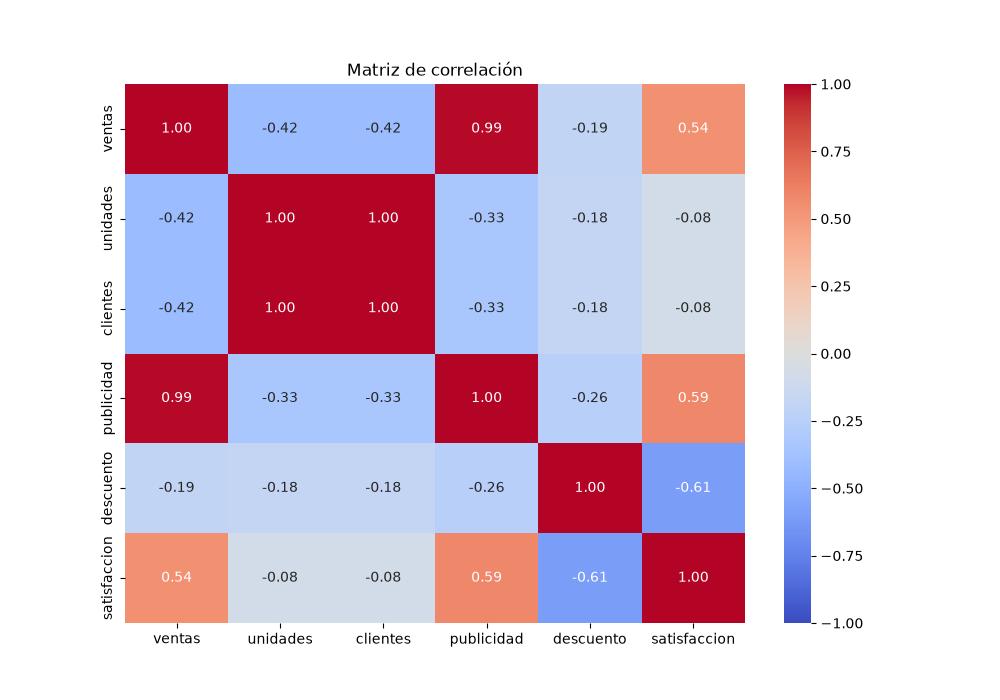 Matriz de correlación
ventas 1.00 -0.42 -0.42 0.99 -0.19 0.54
unidades -0.42 1.00 1.00 -0.33 -0.18 -0.08
clientes -0.42 1.00 1.00 -0.33 -0.18 -0.08
publicidad 0.99 -0.33 -0.33 1.00 -0.26 0.59
descuento -0.19 -0.18 -0.18 -0.26 1.00 -0.61
satisfaccion 0.54 -0.08 -0.08 0.59 -0.61 1.00
ventas unidades clientes publicidad descuento satisfaccion
1.00
0.75
0.50
0.25
0.00
−0.25
−0.50
−0.75
−1.00